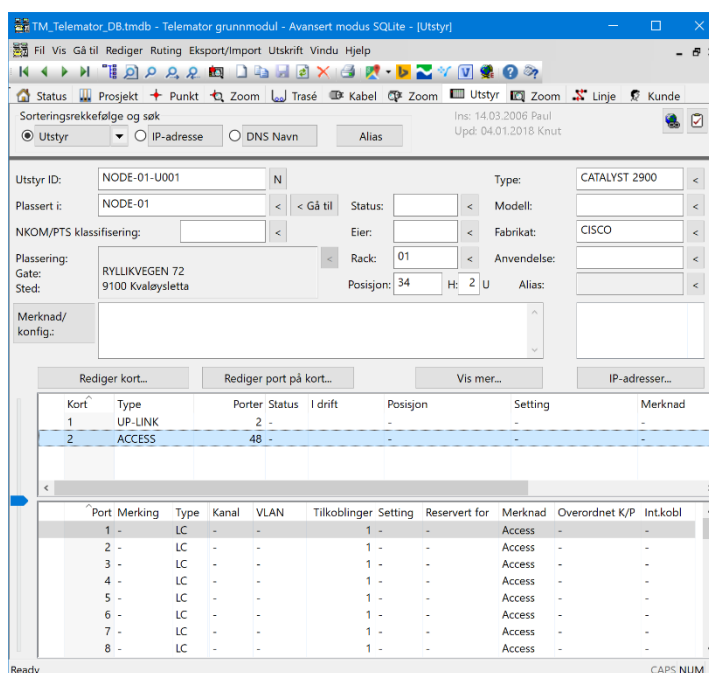 TM_Telemator_DB.tmdb - Telemator grunnmodul - Avansert modus SQLite - [Utstyr]
Fil Vis Gå til Rediger Ruting Eksport/Import Utskrift Vindu Hjelp
Status Prosjekt Punkt Zoom Trasé Kabel Zoom Utstyr Zoom Linje Kunde
Sorteringsrekkefølge og søk
Ins: 14.03.2006 Paul
Utstyr IP-adresse DNS Navn Alias
Upd: 04.01.2018 Knut
Utstyr ID: NODE-01-U001 N Type: CATALYST 2900 <
Plassert i: NODE-01 < < Gå til Status: < Modell: <
NKOM/PTS klassifisering: < Eier: < Fabrikat: CISCO <
Plassering: < Rack: 01 < Anvendelse: <
Gate: RYLLIKVEGEN 72
Sted: 9100 Kvaløysletta Posisjon: 34 H: 2 U Alias: <
Merknad/
konfig.:
Rediger kort... Rediger port på kort... Vis mer... IP-adresser...
Kort Type Porter Status I drift Posisjon Setting Merknad
1 UP-LINK 2 - - - -
2 ACCESS 48 - - - -
Port Merking Type Kanal VLAN Tilkoblinger Setting Reservert for Merknad Overordnet K/P Int.kobl
1 - LC - - 1 - - Access - -
2 - LC - - 1 - - Access - -
3 - LC - - 1 - - Access - -
4 - LC - - 1 - - Access - -
5 - LC - - 1 - - Access - -
6 - LC - - 1 - - Access - -
7 - LC - - 1 - - Access - -
8 - LC - - 1 - - Access - -
Ready CAPS NUM